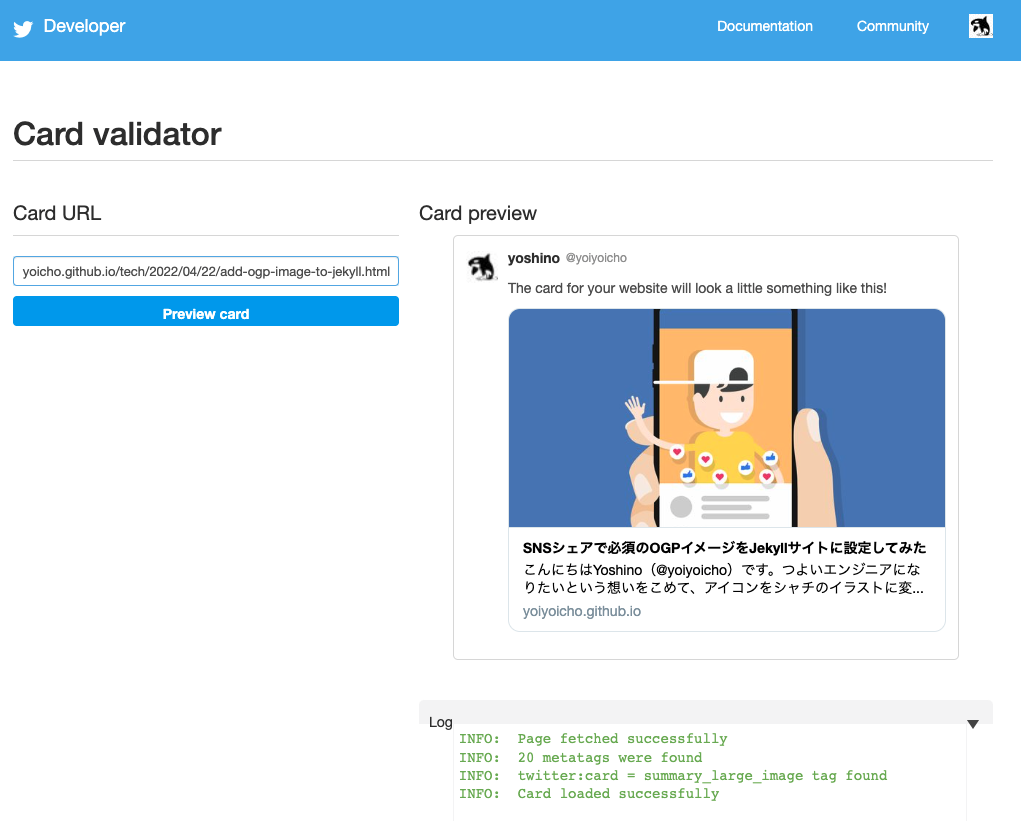 Developer
Documentation
Community
Card validator
Card URL
yoicho.github.io/tech/2022/04/22/add-ogp-image-to-jekyll.html
Preview card
Card preview
yoshino @yoiyoicho
The card for your website will look a little something like this!
SNSシェアで必須のOGPイメージをJekyllサイトに設定してみた
こんにちはYoshino（@yoiyoicho）です。つよいエンジニアにな
りたいという想いをこめて、アイコンをシャチのイラストに変...
yoiyoicho.github.io
Log
INFO:  Page fetched successfully
INFO:  20 metatags were found
INFO:  twitter:card = summary_large_image tag found
INFO:  Card loaded successfully